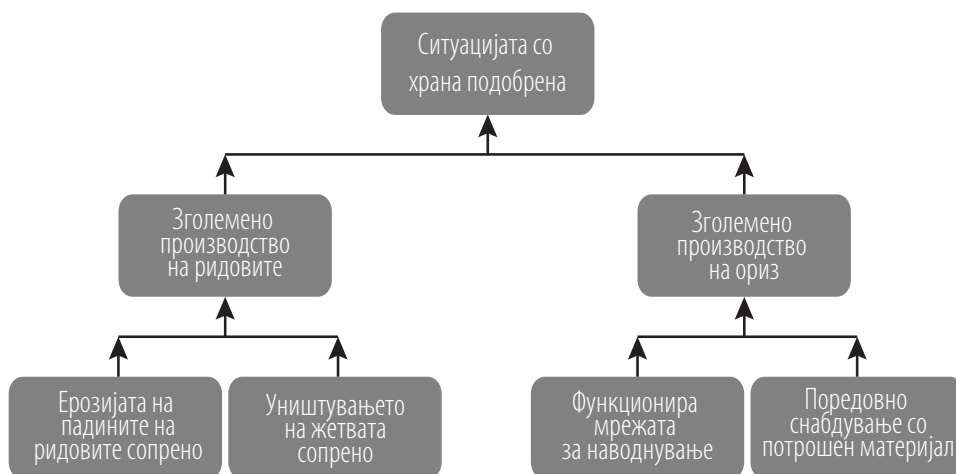 Ситуацијата со
храна подобрена
Зголемено
производство
на ридовите
Зголемено
производство
на ориз
Ерозијата на
падините на
ридовите сопрено
Уништувањето
на жетвата
сопрено
Функционира
мрежата
за наводнување
Поредовно
снабдување со
потрошен материјал